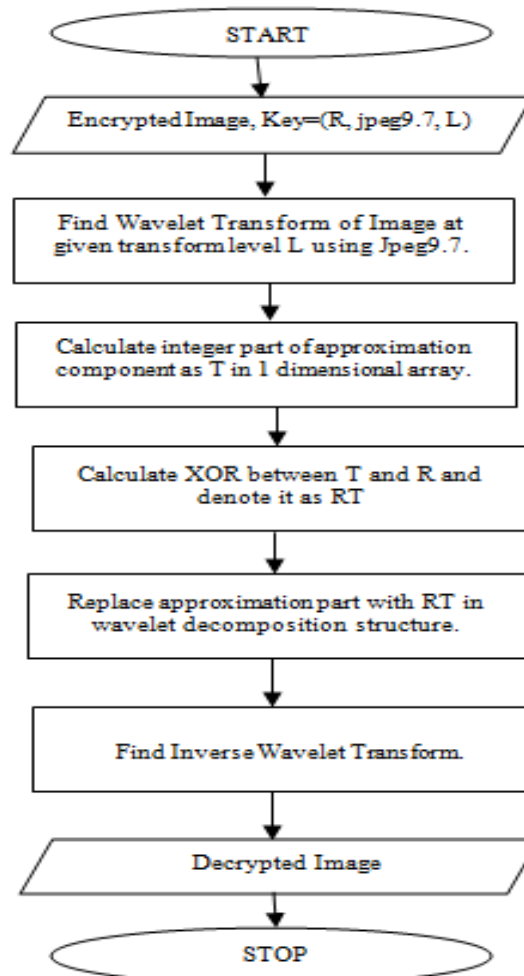 START
Encrypted Image, Key=(R, jpeg9.7, L)
Find Wavelet Transform of Image at
given transform level L using Jpeg9.7.
Calculate integer part of approximation
component as T in 1 dimensional array.
Calculate XOR between T and R and
denote it as RT
Replace approximation part with RT in
wavelet decomposition structure.
Find Inverse Wavelet Transform.
Decrypted Image
STOP